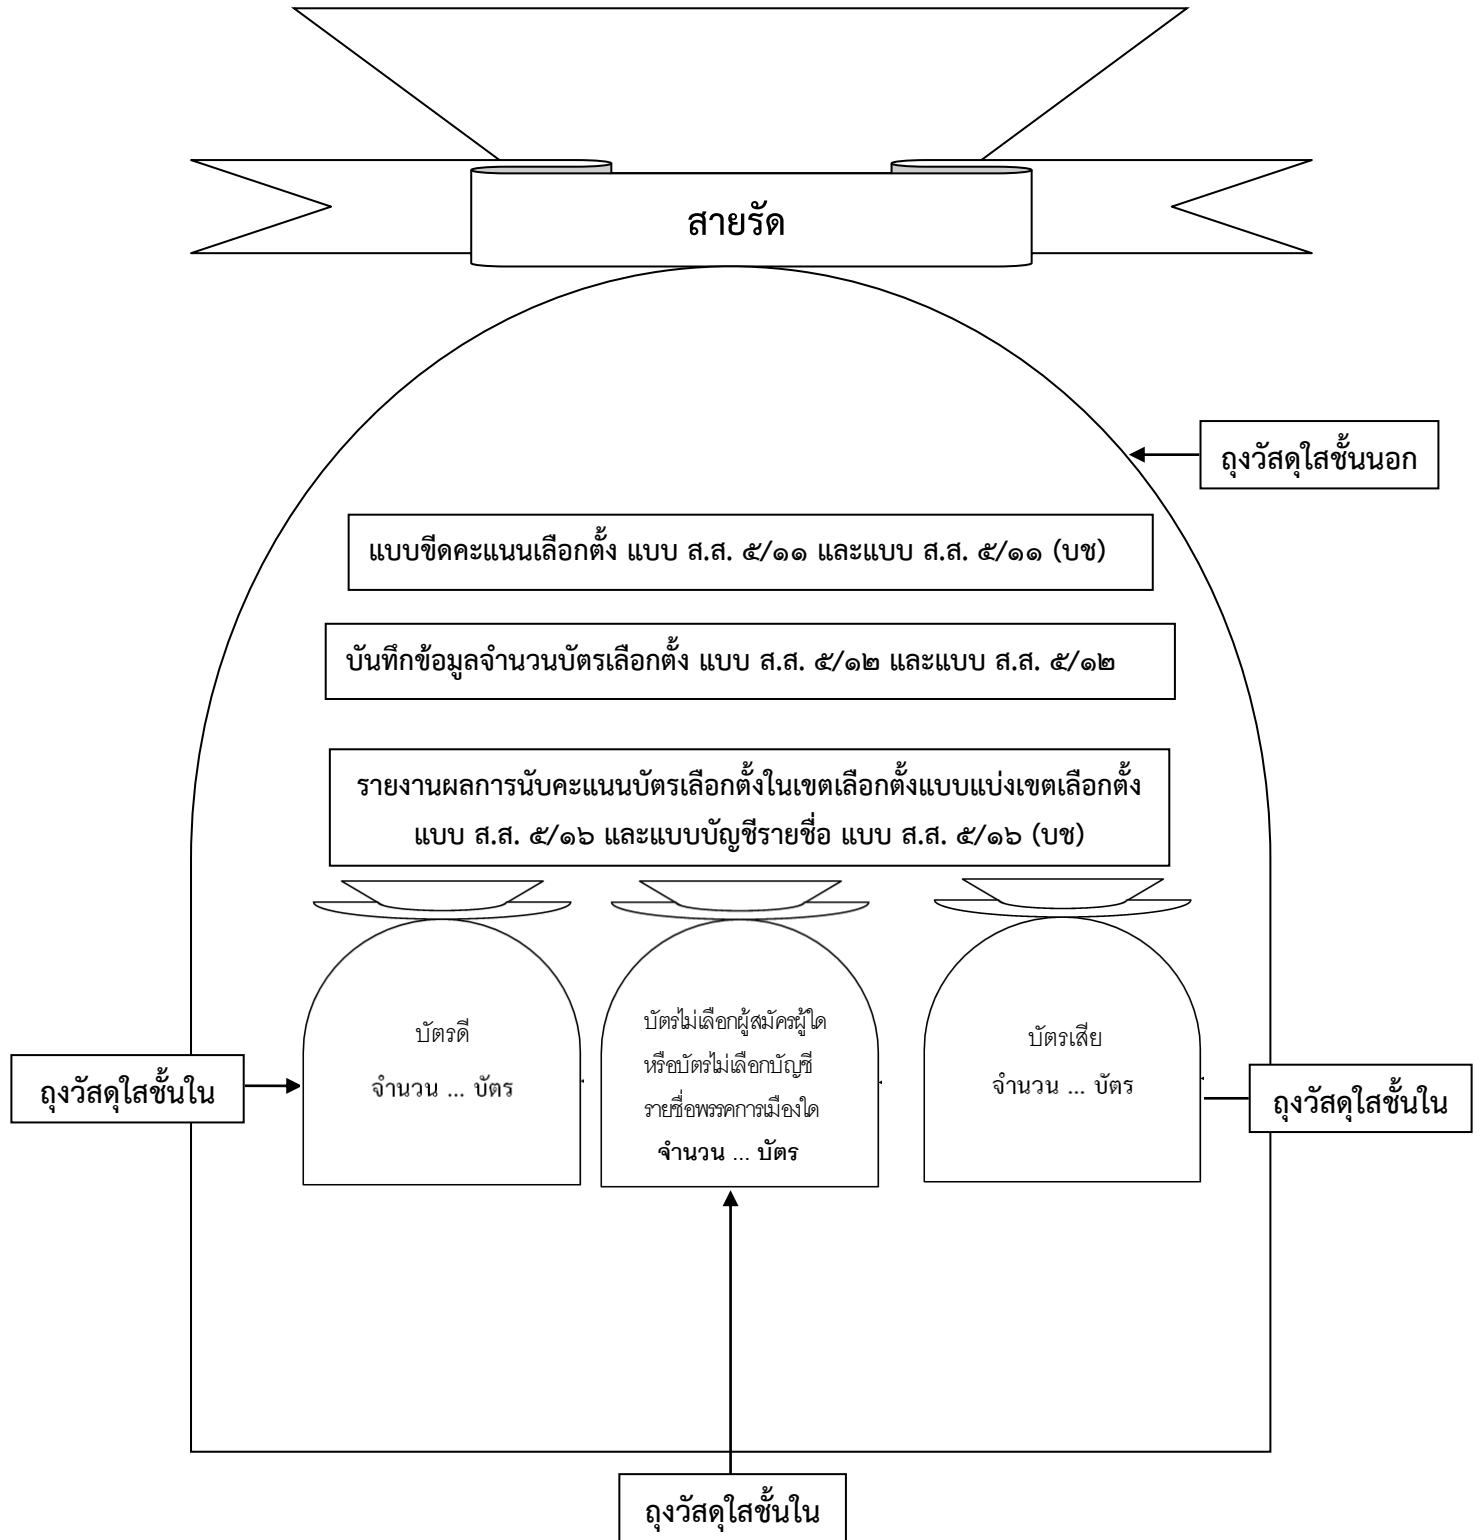 สายรัด
ถุงวัสดุใสชั้นนอก
แบบขีดคะแนนเลือกตั้ง แบบ ส.ส. ๕/๑๑ และแบบ ส.ส. ๕/๑๑ (บช)
บันทึกข้อมูลจำนวนบัตรเลือกตั้ง แบบ ส.ส. ๕/๑๒ และแบบ ส.ส. ๕/๑๒
รายงานผลการนับคะแนนบัตรเลือกตั้งในเขตเลือกตั้งแบบแบ่งเขตเลือกตั้ง
แบบ ส.ส. ๕/๑๖ และแบบบัญชีรายชื่อ แบบ ส.ส. ๕/๑๖ (บช)
ถุงวัสดุใสชั้นใน
บัตรดี
จำนวน ... บัตร
บัตรไม่เลือกผู้สมัครผู้ใด
หรือบัตรไม่เลือกบัญชี
รายชื่อพรรคการเมืองใด
จำนวน ... บัตร
บัตรเสีย
จำนวน ... บัตร
ถุงวัสดุใสชั้นใน
ถุงวัสดุใสชั้นใน